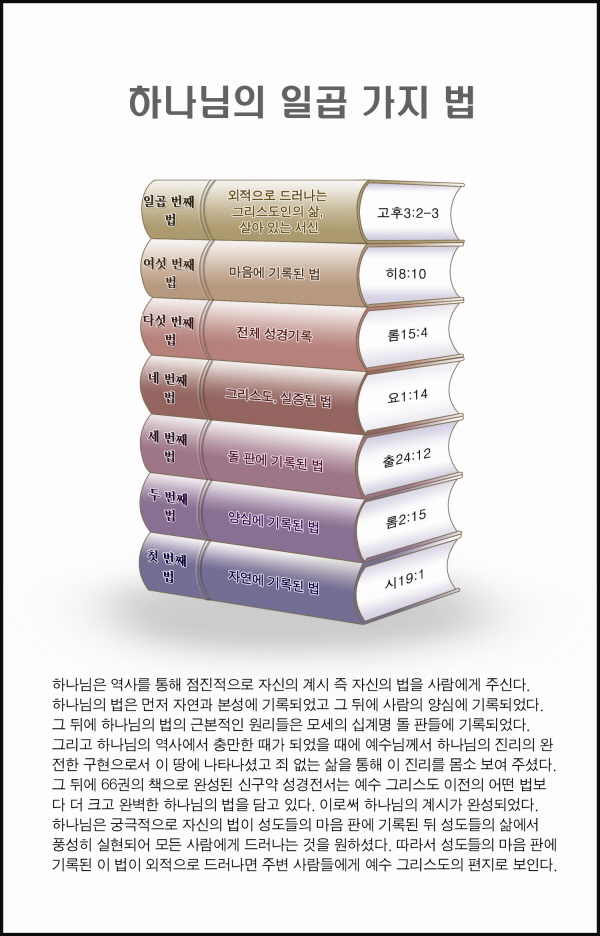 하나님의 일곱 가지 법
일곱 번째
법
외적으로 드러나는
그리스도인의 삶,
살아 있는 서신
고후3:2-3
여섯 번째
법
마음에 기록된 법
히8:10
다섯 번째
법
전체 성경기록
롬15:4
네 번째
법
그리스도, 실증된 법
요1:14
세 번째
법
돌 판에 기록된 법
출24:12
두 번째
법
양심에 기록된 법
롬2:15
첫 번째
법
자연에 기록된 법
시19:1
하나님은 역사를 통해 점진적으로 자신의 계시 즉 자신의 법을 사람에게 주신다.
하나님의 법은 먼저 자연과 본성에 기록되었고 그 뒤에 사람의 양심에 기록되었다.
그 뒤에 하나님의 법의 근본적인 원리들은 모세의 십계명 돌 판들에 기록되었다.
그리고 하나님의 역사에서 충만한 때가 되었을 때에 예수님께서 하나님의 진리의 완
전한 구현으로서 이 땅에 나타나셨고 죄 없는 삶을 통해 이 진리를 몸소 보여 주셨다.
그 뒤에 66권의 책으로 완성된 신구약 성경전서는 예수 그리스도 이전의 어떤 법보
다 더 크고 완벽한 하나님의 법을 담고 있다. 이로써 하나님의 계시가 완성되었다.
하나님은 궁극적으로 자신의 법이 성도들의 마음 판에 기록된 뒤 성도들의 삶에서
풍성히 실현되어 모든 사람에게 드러나는 것을 원하셨다. 따라서 성도들의 마음 판에
기록된 이 법이 외적으로 드러나면 주변 사람들에게 예수 그리스도의 편지로 보인다.